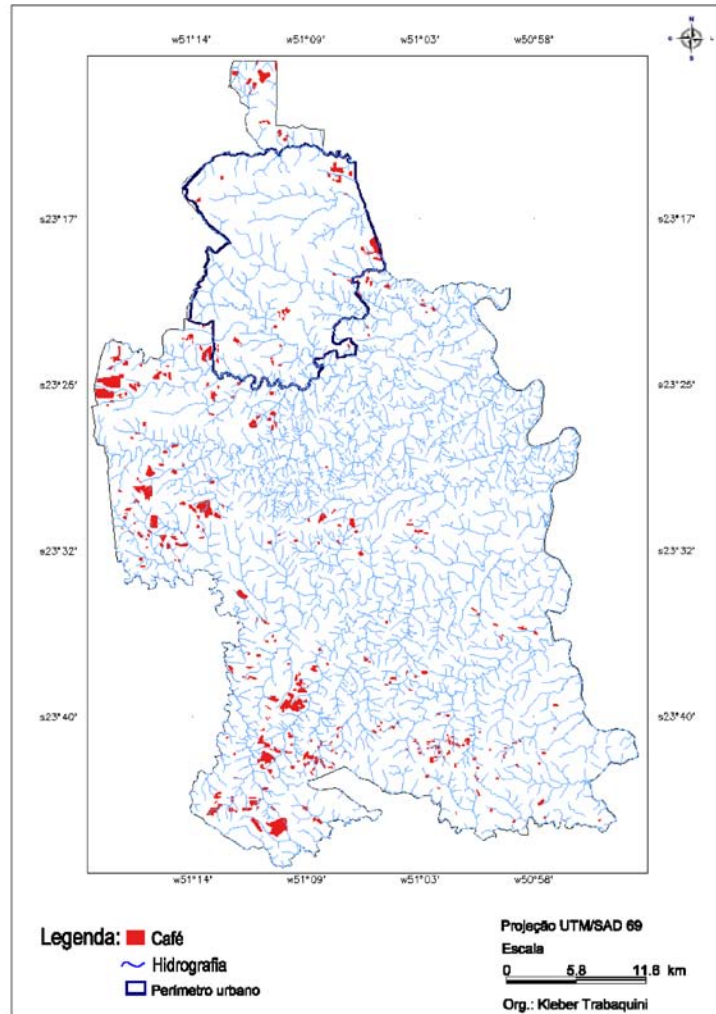 N
O L
S
w51°14' w51°09' w51°03' w50°58'
s23°17' s23°17'
s23°25' s23°25'
s23°32' s23°32'
s23°40' s23°40'
w51°14' w51°09' w51°03' w50°58'
Legenda: Café
Hidrografia
Perímetro urbano
Projeção UTM/SAD 69
Escala
0 5,8 11,6 km
Org.: Kleber Trabaquini